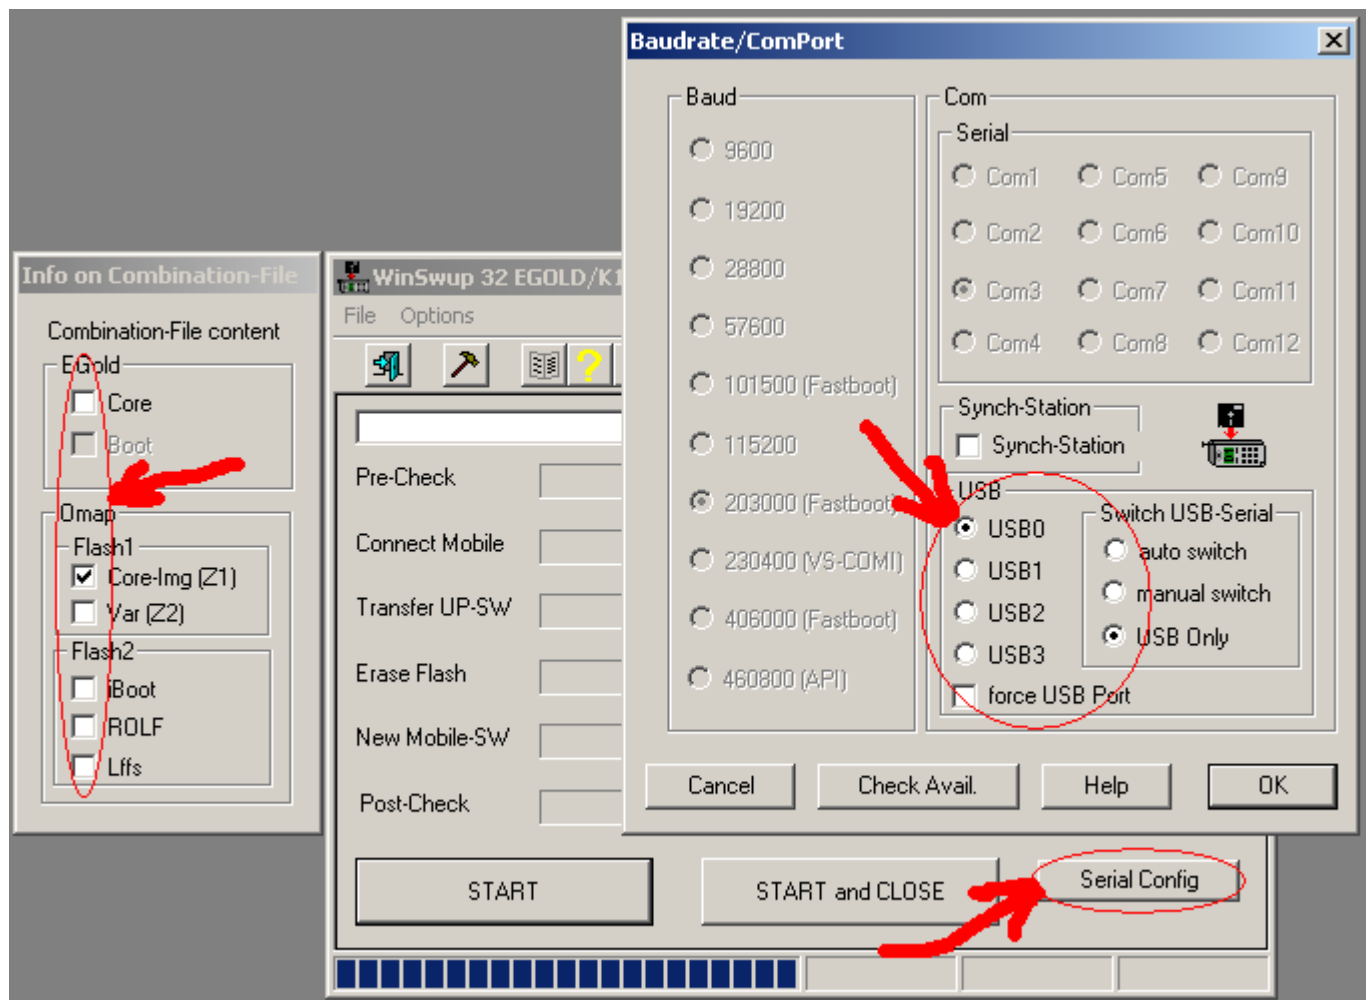 Baudrate/ComPort
Baud
9600
19200
28800
57600
101500 (Fastboot)
115200
203000 (Fastboot)
230400 (VS-COM!)
406000 (Fastboot)
460800 (API)
Com
Serial
Com1 Com5 Com9
Com2 Com6 Com10
Com3 Com7 Com11
Com4 Com8 Com12
Synch-Station
Synch-Station
USB
USB0
USB1
USB2
USB3
force USB Port
Switch USB-Serial
auto switch
manual switch
USB Only
Cancel Check Avail. Help OK
Info on Combination-File
Combination-File content
EGold
Core
Boot
Omap
Flash1
Core-Img (Z1)
Var (Z2)
Flash2
iBoot
ROLF
Lffs
WinSwup 32 EGOLD/K1
File Options
Pre-Check
Connect Mobile
Transfer UP-SW
Erase Flash
New Mobile-SW
Post-Check
START START and CLOSE Serial Config